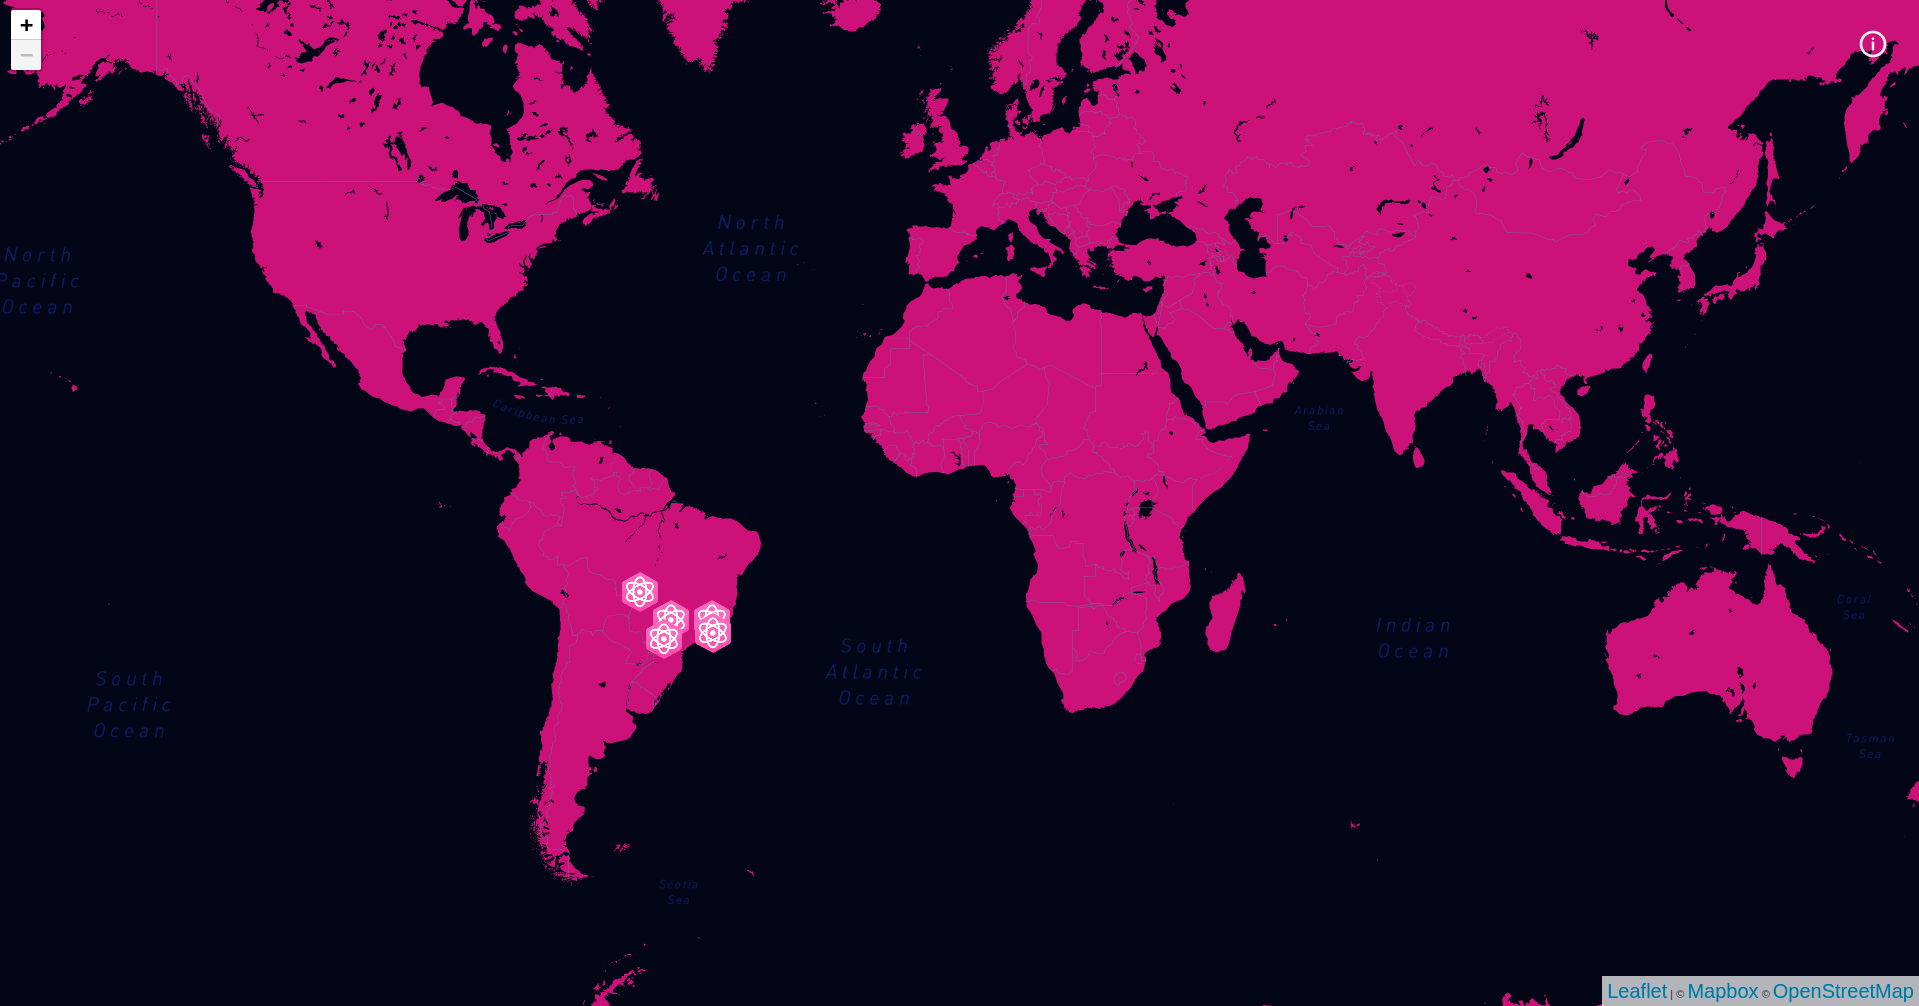 +
−
i
North
Atlantic
Ocean
North
Pacific
Ocean
Caribbean Sea
Arabian
Sea
Coral
Sea
Indian
Ocean
South
Atlantic
Ocean
South
Pacific
Ocean
Tasman
Sea
Scotia
Sea
Leaflet | © Mapbox © OpenStreetMap